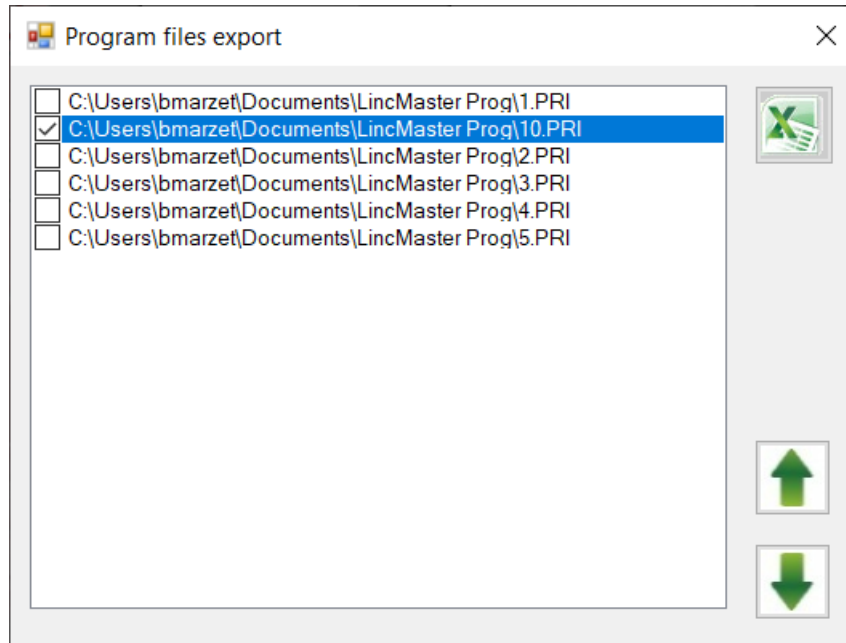 Program files export
C:\Users\bmarzet\Documents\LincMaster Prog\1.PRI
C:\Users\bmarzet\Documents\LincMaster Prog\10.PRI
C:\Users\bmarzet\Documents\LincMaster Prog\2.PRI
C:\Users\bmarzet\Documents\LincMaster Prog\3.PRI
C:\Users\bmarzet\Documents\LincMaster Prog\4.PRI
C:\Users\bmarzet\Documents\LincMaster Prog\5.PRI